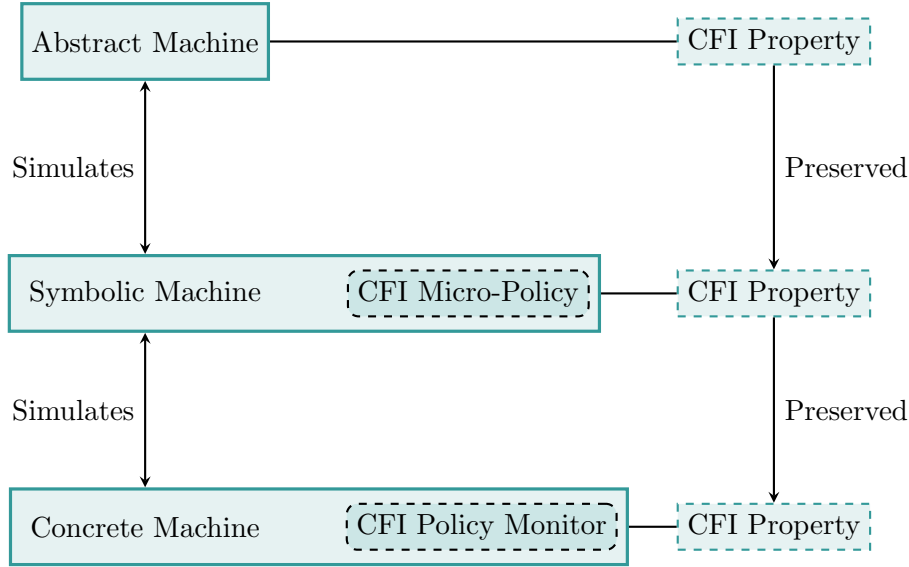 Abstract Machine
CFI Property
Simulates
Preserved
Symbolic Machine
CFI Micro-Policy
CFI Property
Simulates
Preserved
Concrete Machine
CFI Policy Monitor
CFI Property